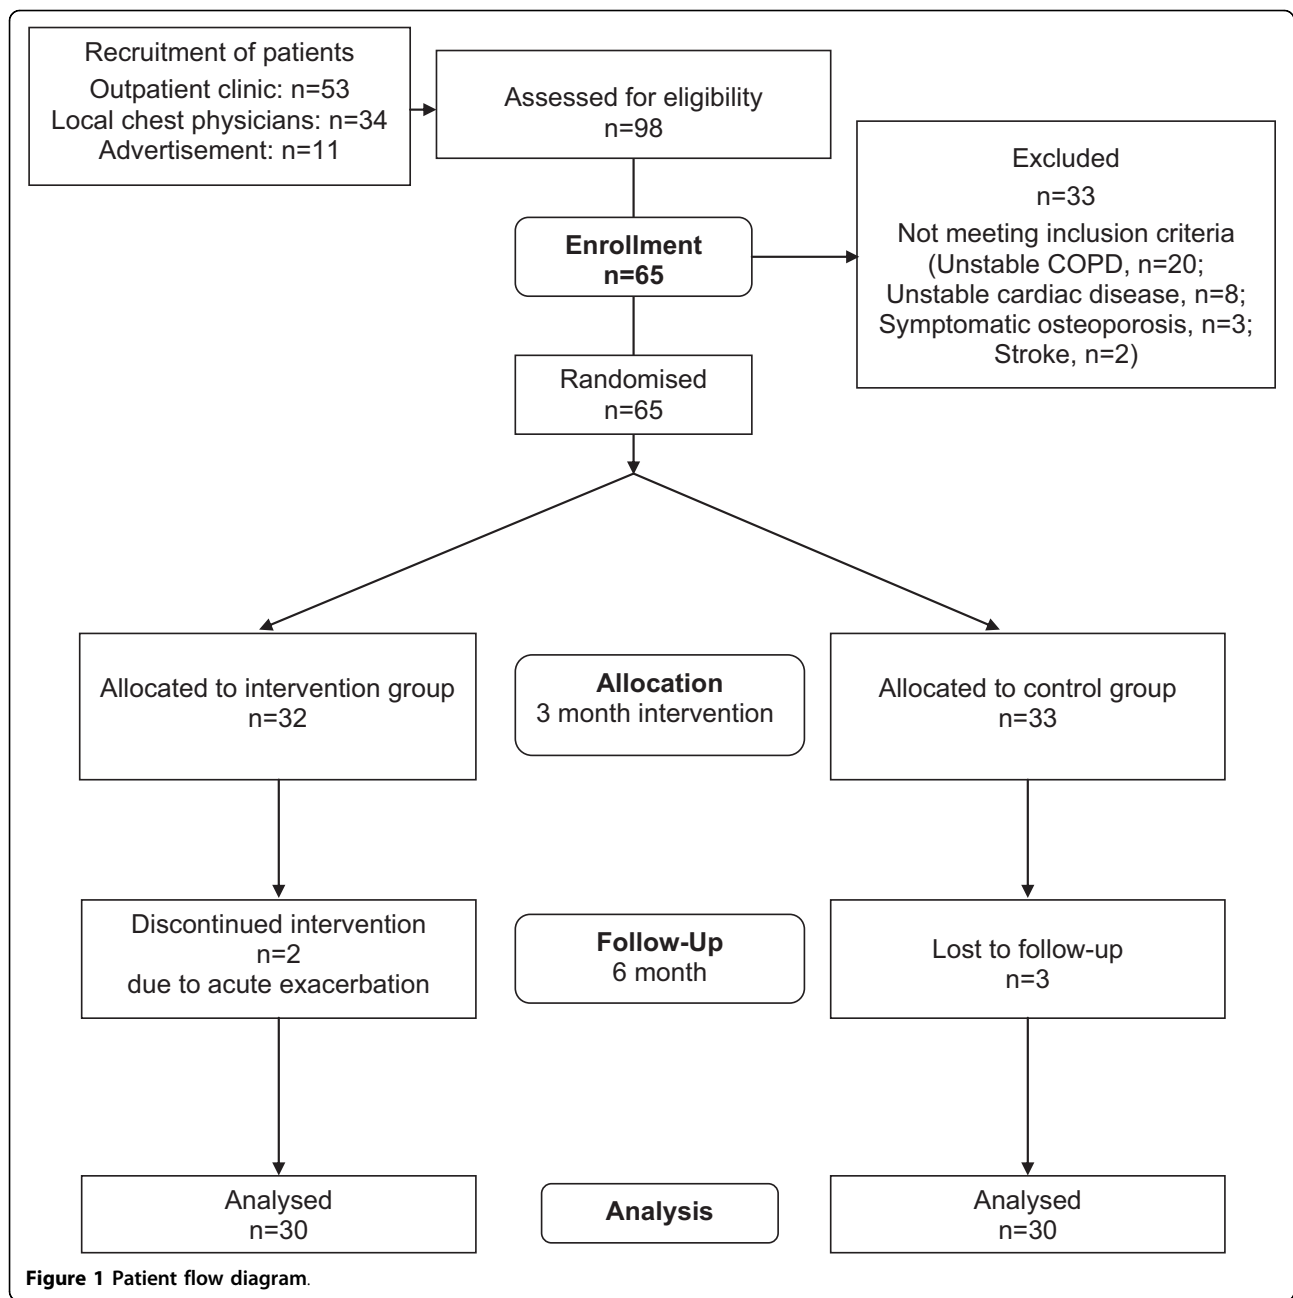 Recruitment of patients
Outpatient clinic: n=53
Local chest physicians: n=34
Advertisement: n=11
Assessed for eligibility
n=98
Excluded
n=33
Not meeting inclusion criteria
(Unstable COPD, n=20;
Unstable cardiac disease, n=8;
Symptomatic osteoporosis, n=3;
Stroke, n=2)
Enrollment
n=65
Randomised
n=65
Allocated to intervention group
n=32
Allocation
3 month intervention
Allocated to control group
n=33
Discontinued intervention
n=2
due to acute exacerbation
Follow-Up
6 month
Lost to follow-up
n=3
Analysed
n=30
Analysis
Analysed
n=30
Figure 1 Patient flow diagram.